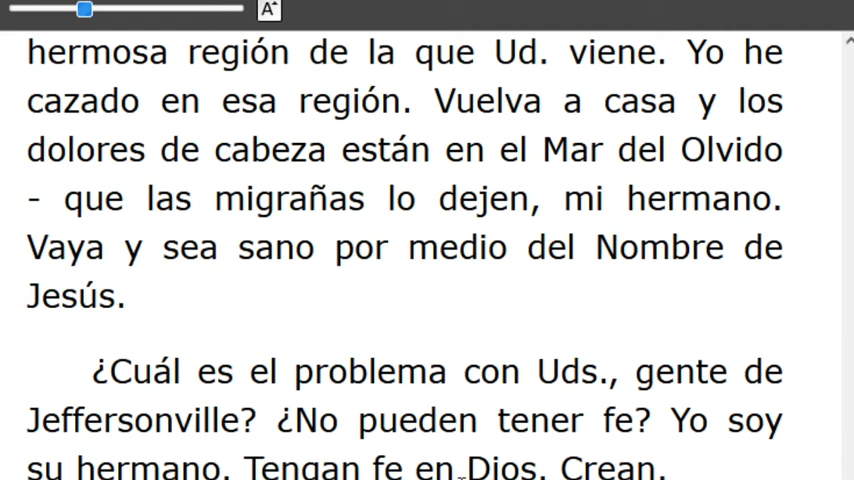 A
hermosa región de la que Ud. viene. Yo he
cazado en esa región. Vuelva a casa y los
dolores de cabeza están en el Mar del Olvido
- que las migrañas lo dejen, mi hermano.
Vaya y sea sano por medio del Nombre de
Jesús.
¿Cuál es el problema con Uds., gente de
Jeffersonville? ¿No pueden tener fe? Yo soy
su hermano. Tengan fe en Dios. Crean.